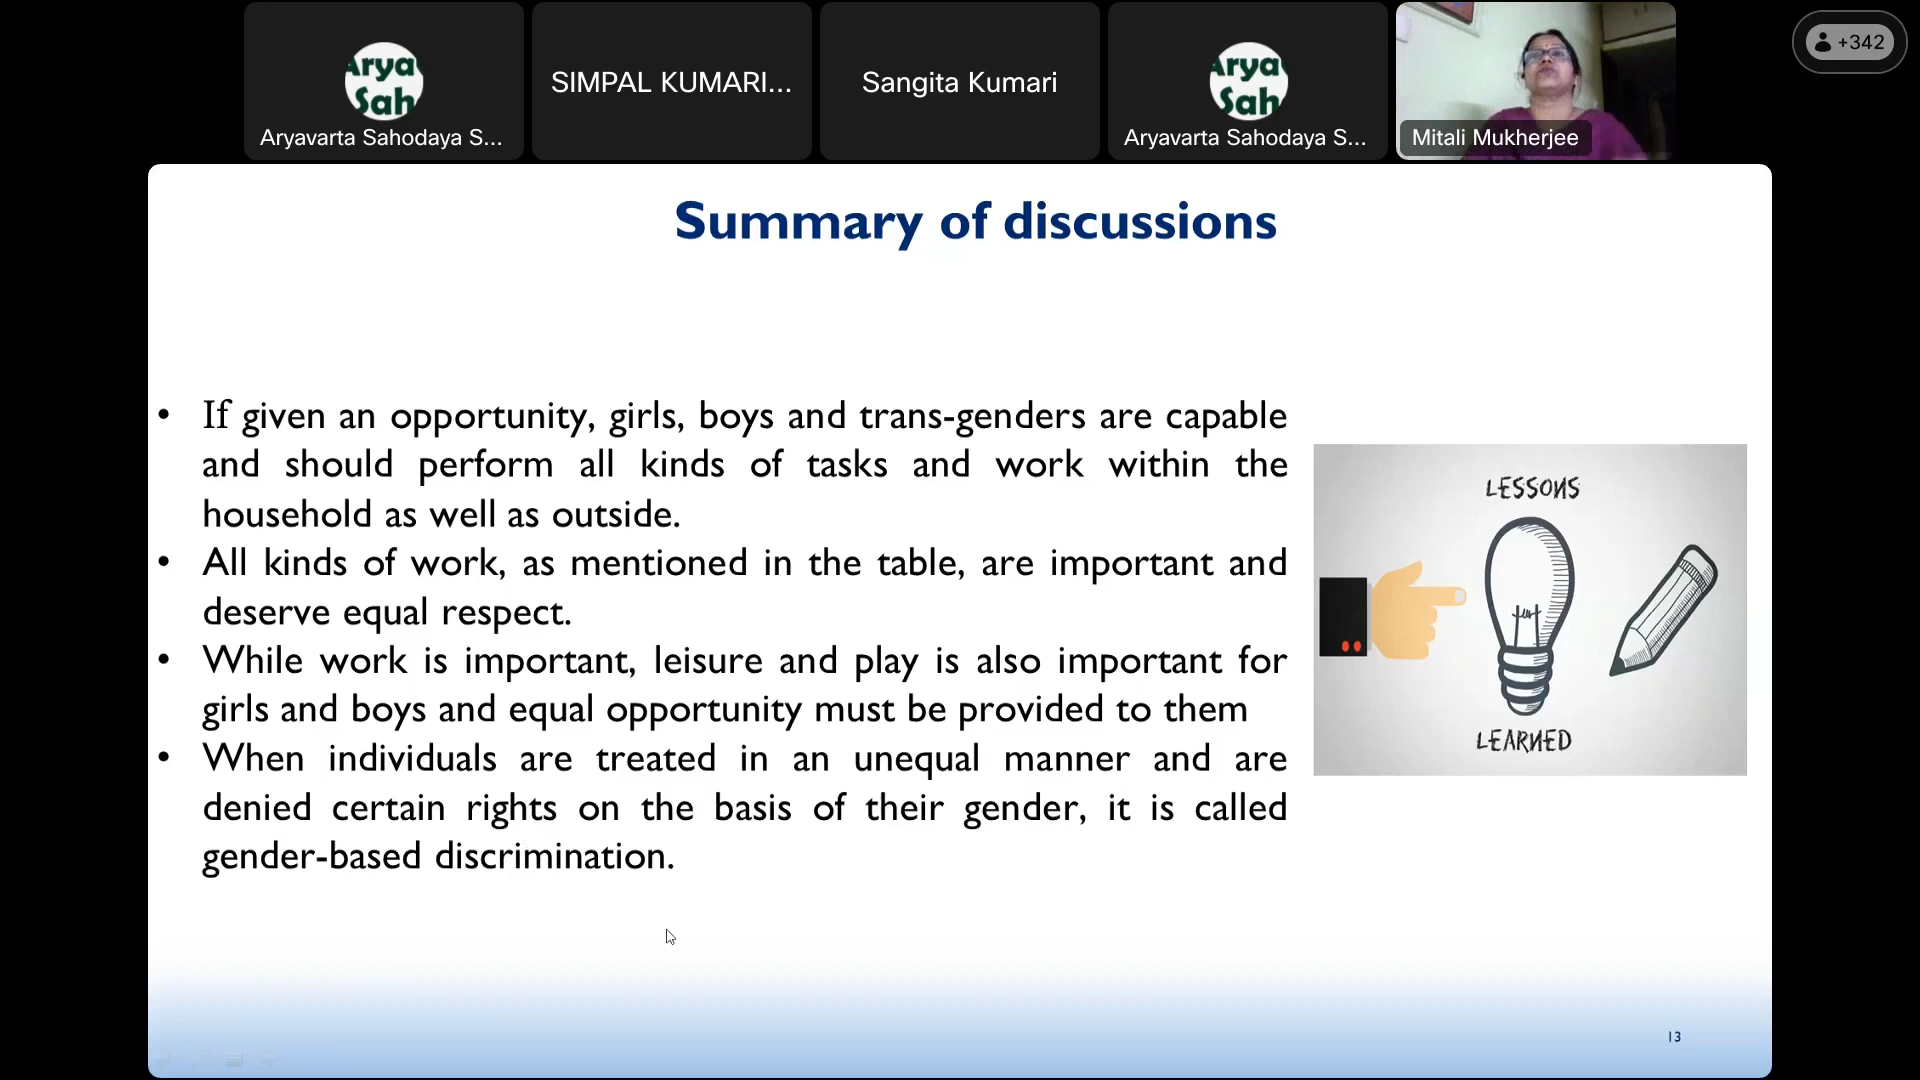 Arya
Sah
Aryavarta Sahodaya S...
SIMPAL KUMARI...
Sangita Kumari
Arya
Sah
Aryavarta Sahodaya S...
Mitali Mukherjee
+342
Summary of discussions
• If given an opportunity, girls, boys and trans-genders are capable
and should perform all kinds of tasks and work within the
household as well as outside.
• All kinds of work, as mentioned in the table, are important and
deserve equal respect.
• While work is important, leisure and play is also important for
girls and boys and equal opportunity must be provided to them
• When individuals are treated in an unequal manner and are
denied certain rights on the basis of their gender, it is called
gender-based discrimination.
LESSONS
LEARNED
13